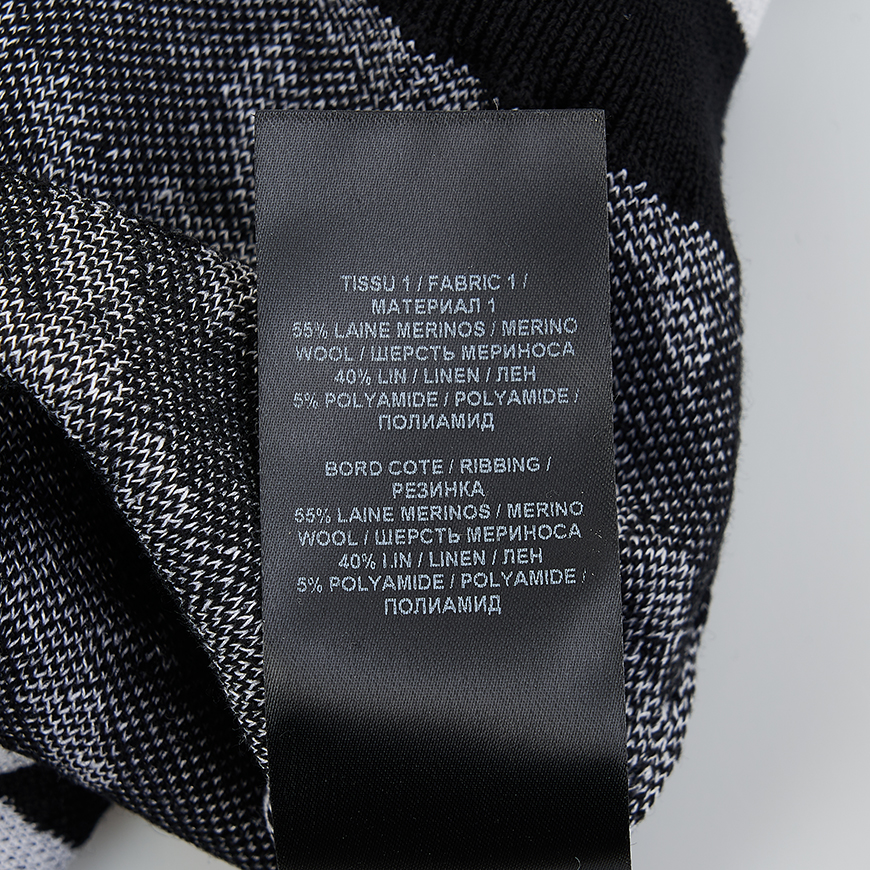 TISSU 1 / FABRIC 1 /
МАТЕРИАЛ 1
55% LAINE MERINOS / MERINO
WOOL / ШЕРСТЬ МЕРИНОСА
40% LIN / LINEN / ЛЕН
5% POLYAMIDE / POLYAMIDE /
ПОЛИАМИД
BORD COTE / RIBBING /
РЕЗИНКА
55% LAINE MERINOS / MERINO
WOOL / ШЕРСТЬ МЕРИНОСА
40% LIN / LINEN / ЛЕН
5% POLYAMIDE / POLYAMIDE /
ПОЛИАМИД